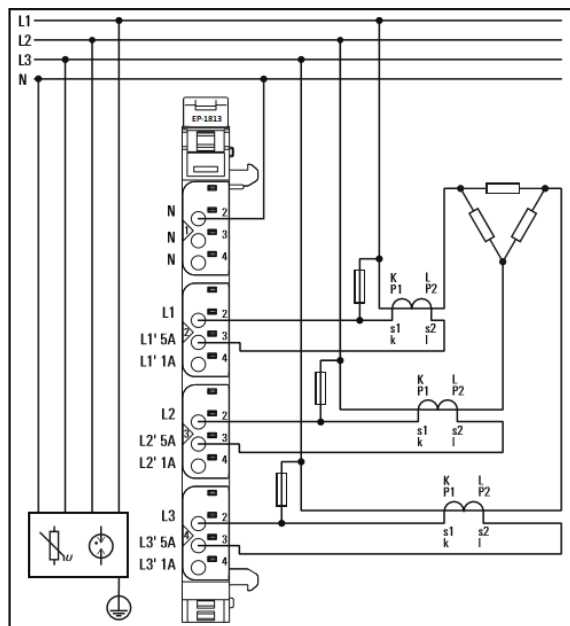 L1
L2
L3
N
EP-1813
1
N 2
N 3
N 4
2
L1 2
L1' 5A 3
L1' 1A 4
K L
P1 P2
s1 s2
k l
3
L2 2
L2' 5A 3
L2' 1A 4
K L
P1 P2
s1 s2
k l
4
L3 2
L3' 5A 3
L3' 1A 4
K L
P1 P2
s1 s2
k l
U